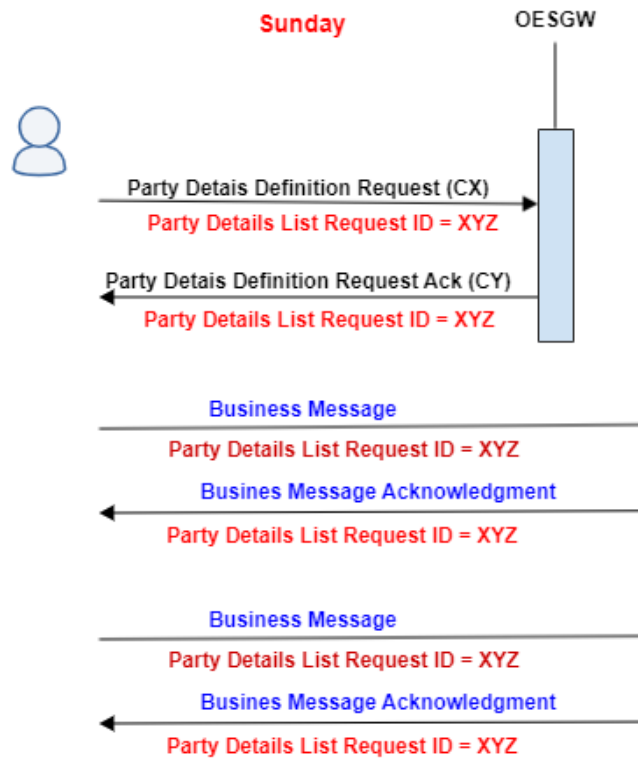 Sunday
OESGW
Party Detais Definition Request (CX)
Party Details List Request ID = XYZ
Party Detais Definition Request Ack (CY)
Party Details List Request ID = XYZ
Business Message
Party Details List Request ID = XYZ
Busines Message Acknowledgment
Party Details List Request ID = XYZ
Business Message
Party Details List Request ID = XYZ
Busines Message Acknowledgment
Party Details List Request ID = XYZ